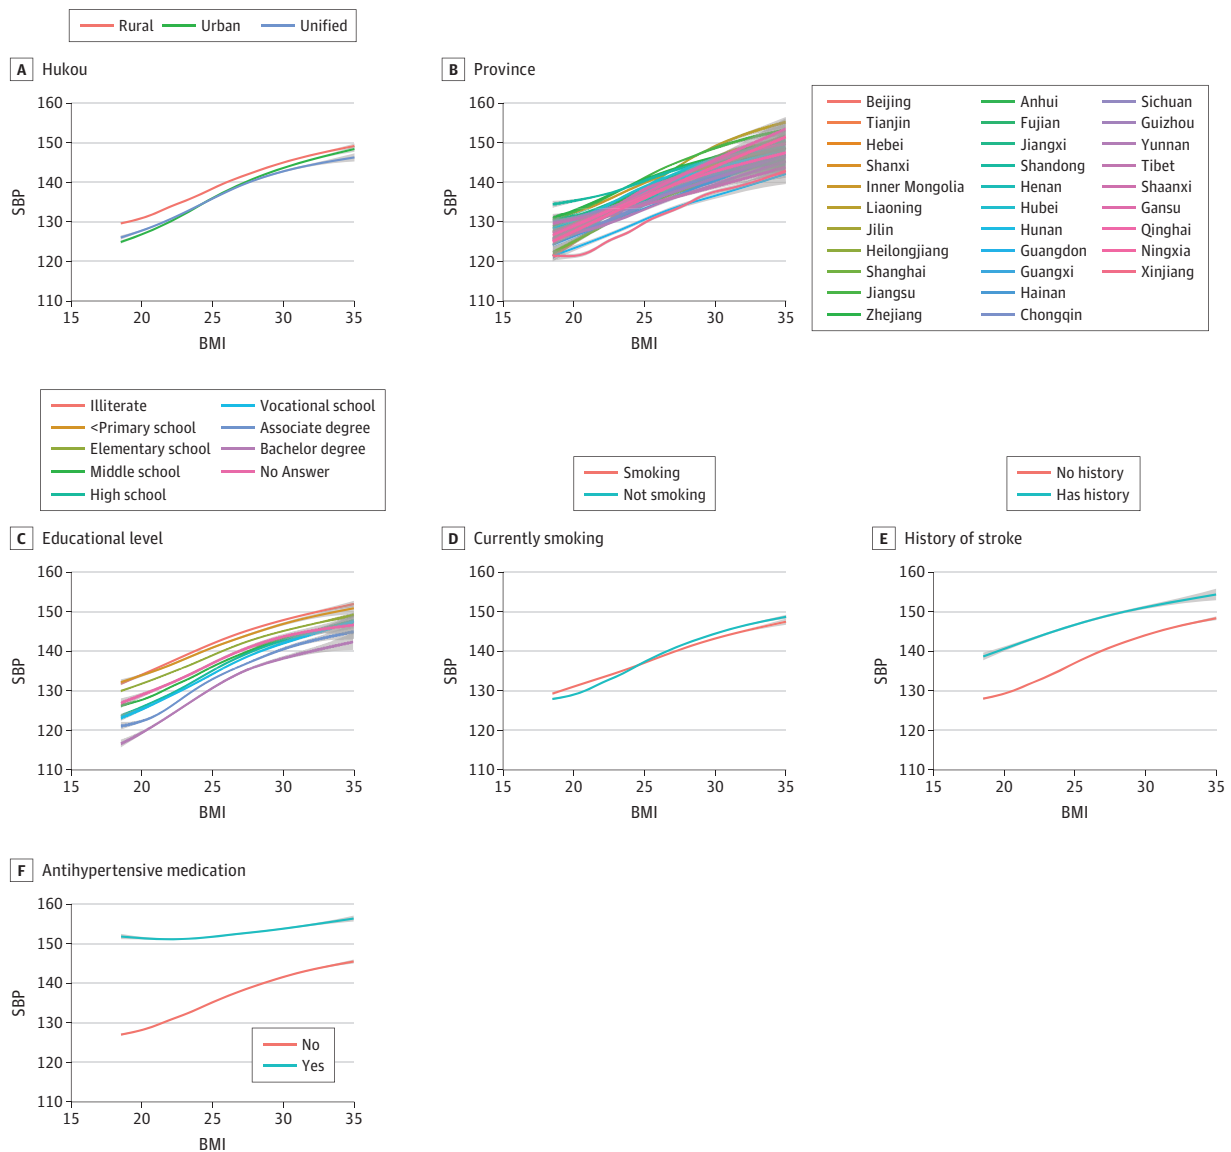 Rural Urban Unified
A Hukou
160
150
140
130
120
110
SBP
15 20 25 30 35
BMI
B Province
160
150
140
130
120
110
SBP
15 20 25 30 35
BMI
Beijing
Tianjin
Hebei
Shanxi
Inner Mongolia
Liaoning
Jilin
Heilongjiang
Shanghai
Jiangsu
Zhejiang
Anhui
Fujian
Jiangxi
Shandong
Henan
Hubei
Hunan
Guangdon
Guangxi
Hainan
Chongqin
Sichuan
Guizhou
Yunnan
Tibet
Shaanxi
Gansu
Qinghai
Ningxia
Xinjiang
Illiterate
<Primary school
Elementary school
Middle school
High school
Vocational school
Associate degree
Bachelor degree
No Answer
C Educational level
160
150
140
130
120
110
SBP
15 20 25 30 35
BMI
Smoking
Not smoking
D Currently smoking
160
150
140
130
120
110
SBP
15 20 25 30 35
BMI
No history
Has history
E History of stroke
160
150
140
130
120
110
SBP
15 20 25 30 35
BMI
F Antihypertensive medication
160
150
140
130
120
110
SBP
No
Yes
15 20 25 30 35
BMI